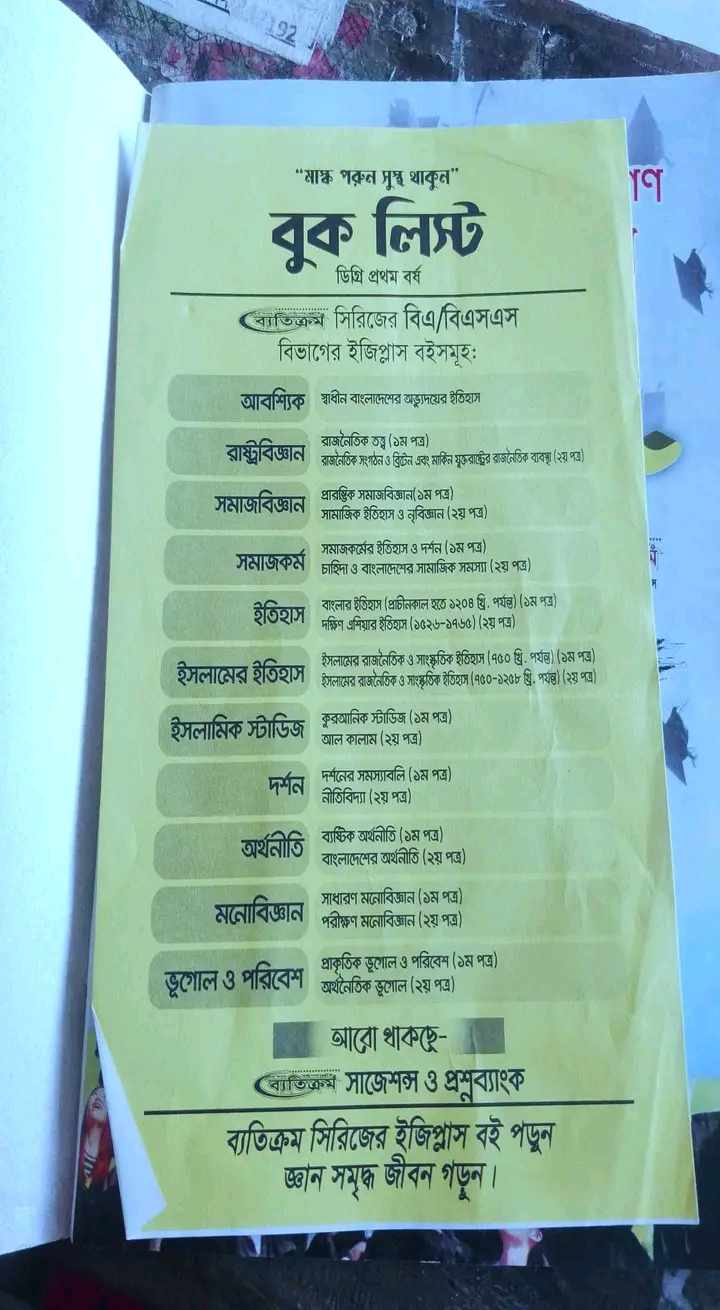 192
“মাস্ক পরুন সুস্থ থাকুন”
বুক লিস্ট
ডিগ্রি প্রথম বর্ষ
ব্যতিক্রম সিরিজের বিএ/বিএসএস
বিভাগের ইজিপ্লাস বইসমূহ:
আবশ্যিক স্বাধীন বাংলাদেশের অভ্যুদয়ের ইতিহাস
রাষ্ট্রবিজ্ঞান রাজনৈতিক তত্ত্ব (১ম পত্র)
রাজনৈতিক সংগঠন ও ব্রিটেন এবং মার্কিন যুক্তরাষ্ট্রের রাজনৈতিক ব্যবস্থা (২য় পত্র)
সমাজবিজ্ঞান প্রারম্ভিক সমাজবিজ্ঞান(১ম পত্র)
সামাজিক ইতিহাস ও নৃবিজ্ঞান (২য় পত্র)
সমাজকর্ম সমাজকর্মের ইতিহাস ও দর্শন (১ম পত্র)
চাহিদা ও বাংলাদেশের সামাজিক সমস্যা (২য় পত্র)
ইতিহাস বাংলার ইতিহাস (প্রাচীনকাল হতে ১২০৪ খ্রি. পর্যন্ত) (১ম পত্র)
দক্ষিণ এশিয়ার ইতিহাস (১৫২৬-১৭৬৫) (২য় পত্র)
ইসলামের ইতিহাস ইসলামের রাজনৈতিক ও সাংস্কৃতিক ইতিহাস (৭৫০ খ্রি. পর্যন্ত) (১ম পত্র)
ইসলামের রাজনৈতিক ও সাংস্কৃতিক ইতিহাস (৭৫০-১২৫৮ খ্রি. পর্যন্ত) (২য় পত্র)
ইসলামিক স্টাডিজ কুরআনিক স্টাডিজ (১ম পত্র)
আল কালাম (২য় পত্র)
দর্শন দর্শনের সমস্যাবলি (১ম পত্র)
নীতিবিদ্যা (২য় পত্র)
অর্থনীতি ব্যষ্টিক অর্থনীতি (১ম পত্র)
বাংলাদেশের অর্থনীতি (২য় পত্র)
মনোবিজ্ঞান সাধারণ মনোবিজ্ঞান (১ম পত্র)
পরীক্ষণ মনোবিজ্ঞান (২য় পত্র)
ভূগোল ও পরিবেশ প্রাকৃতিক ভূগোল ও পরিবেশ (১ম পত্র)
অর্থনৈতিক ভূগোল (২য় পত্র)
আরো থাকছে-
ব্যতিক্রম সাজেশন্স ও প্রশ্নব্যাংক
ব্যতিক্রম সিরিজের ইজিপ্লাস বই পড়ুন
জ্ঞান সমৃদ্ধ জীবন গড়ুন।